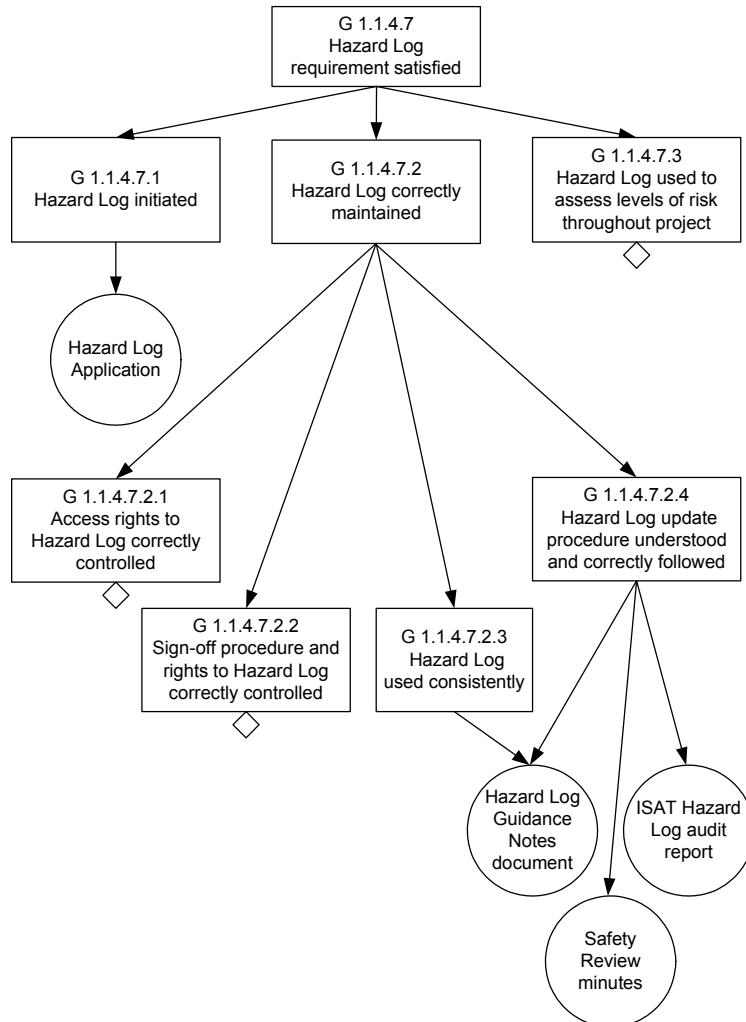 G 1.1.4.7
Hazard Log
requirement satisfied
G 1.1.4.7.1
Hazard Log initiated
G 1.1.4.7.2
Hazard Log correctly
maintained
G 1.1.4.7.3
Hazard Log used to
assess levels of risk
throughout project
Hazard Log
Application
G 1.1.4.7.2.1
Access rights to
Hazard Log correctly
controlled
G 1.1.4.7.2.2
Sign-off procedure and
rights to Hazard Log
correctly controlled
G 1.1.4.7.2.3
Hazard Log
used consistently
G 1.1.4.7.2.4
Hazard Log update
procedure understood
and correctly followed
Hazard Log
Guidance
Notes
document
ISAT Hazard
Log audit
report
Safety
Review
minutes